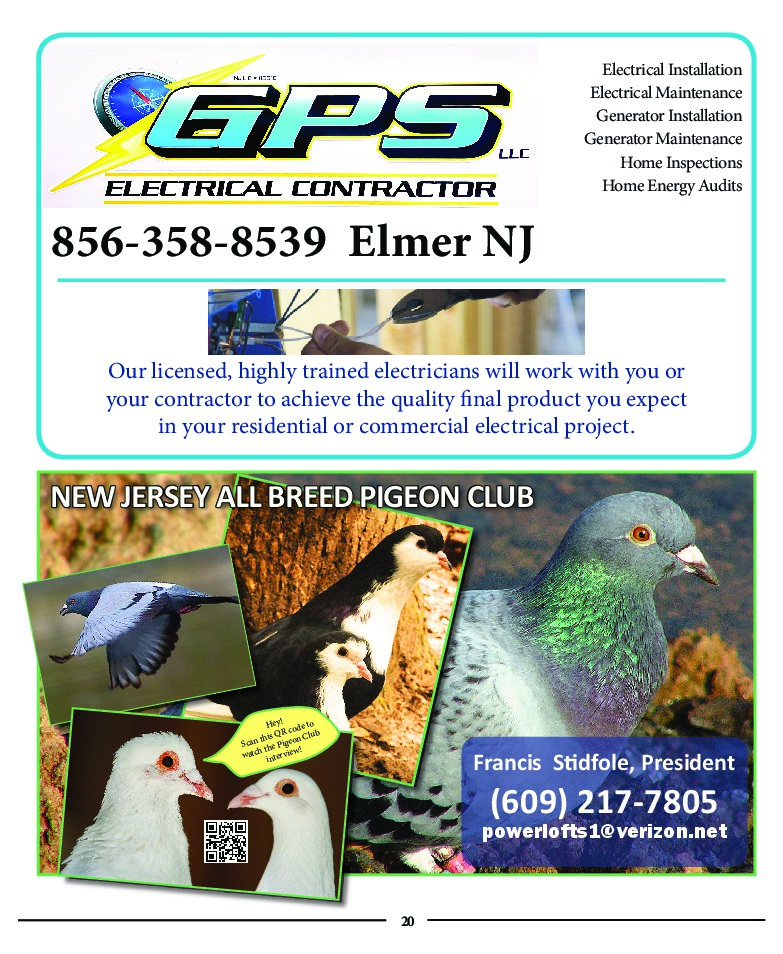 GPS
LLC
ELECTRICAL CONTRACTOR
Electrical Installation
Electrical Maintenance
Generator Installation
Generator Maintenance
Home Inspections
Home Energy Audits
856-358-8539 Elmer NJ
Our licensed, highly trained electricians will work with you or
your contractor to achieve the quality final product you expect
in your residential or commercial electrical project.
NEW JERSEY ALL BREED PIGEON CLUB
Hey!
Scan this QR code to
watch the Pigeon Club
interview!
Francis Stidfole, President
(609) 217-7805
powerlofts1@verizon.net
20